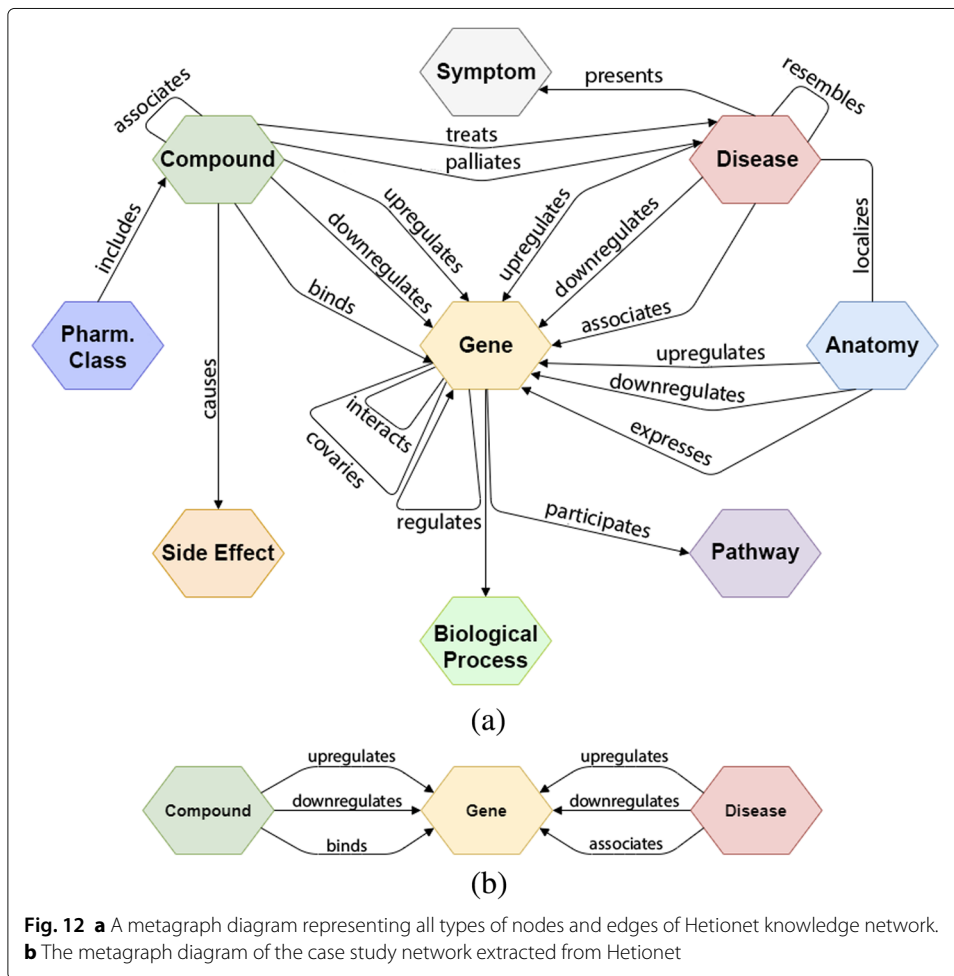 Symptom
presents
resembles
associates
Compound
treats
palliates
Disease
includes
upregulates
downregulates
upregulates
downregulates
localizes
binds
associates
Pharm.
Class
Gene
upregulates
Anatomy
causes
downregulates
interacts
covaries
expresses
regulates
participates
Side Effect
Pathway
Biological
Process
(a)
upregulates
upregulates
Compound
downregulates
Gene
downregulates
Disease
binds
associates
(b)
Fig. 12 a A metagraph diagram representing all types of nodes and edges of Hetionet knowledge network.
b The metagraph diagram of the case study network extracted from Hetionet